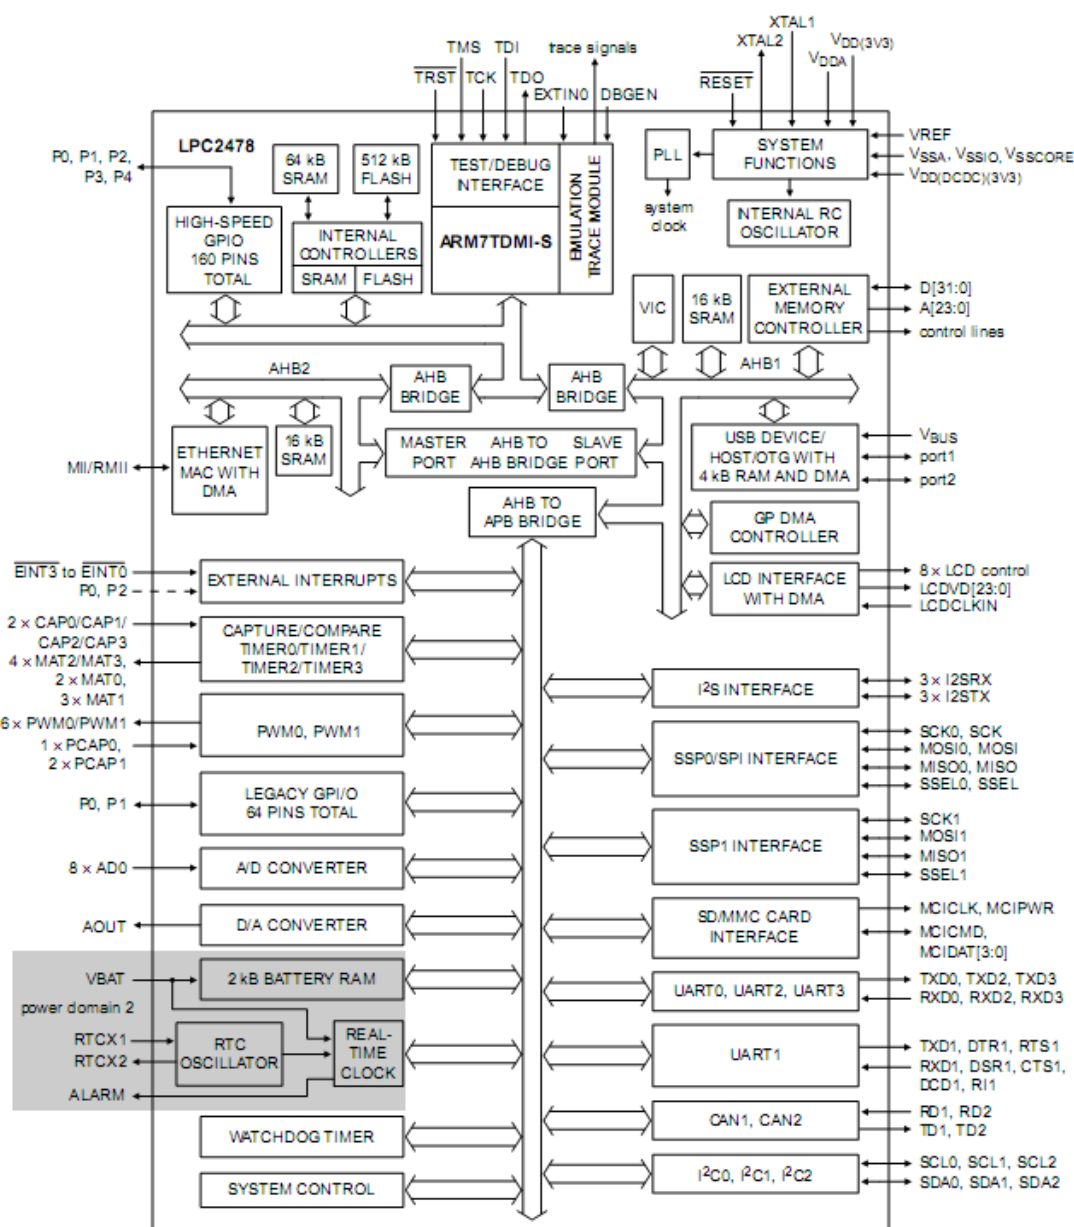 XTAL1
XTAL2
VDD(3V3)
VDDA
TMS TDI
trace signals
TRST TCK TDO
RESET
EXTIN0 DBGEN
LPC2478
P0, P1, P2,
P3, P4
64 kB
SRAM
512 kB
FLASH
TEST/DEBUG
INTERFACE
EMULATION
TRACE MODULE
PLL
SYSTEM
FUNCTIONS
VREF
VSSA, VSSIO, VSSCORE
VDD(DCDC)(3V3)
system
clock
HIGH-SPEED
GPIO
160 PINS
TOTAL
INTERNAL
CONTROLLERS
SRAM FLASH
ARM7TDMI-S
INTERNAL RC
OSCILLATOR
VIC
16 kB
SRAM
EXTERNAL
MEMORY
CONTROLLER
D[31:0]
A[23:0]
control lines
AHB2
AHB
BRIDGE
AHB
BRIDGE
AHB1
ETHERNET
MAC WITH
DMA
MII/RMII
16 kB
SRAM
MASTER AHB TO SLAVE
PORT AHB BRIDGE PORT
USB DEVICE/
HOST/OTG WITH
4 kB RAM AND DMA
VBUS
port1
port2
AHB TO
APB BRIDGE
GP DMA
CONTROLLER
EINT3 to EINT0
P0, P2
EXTERNAL INTERRUPTS
LCD INTERFACE
WITH DMA
8 × LCD control
LCDVD[23:0]
LCDCLKIN
2 × CAP0/CAP1/
CAP2/CAP3
4 × MAT2/MAT3,
2 × MAT0,
3 × MAT1
CAPTURE/COMPARE
TIMER0/TIMER1/
TIMER2/TIMER3
I2S INTERFACE
3 × I2SRX
3 × I2STX
6 × PWM0/PWM1
1 × PCAP0,
2 × PCAP1
PWM0, PWM1
SSP0/SPI INTERFACE
SCK0, SCK
MOSI0, MOSI
MISO0, MISO
SSEL0, SSEL
P0, P1
LEGACY GPI/O
64 PINS TOTAL
SSP1 INTERFACE
SCK1
MOSI1
MISO1
SSEL1
8 × AD0
A/D CONVERTER
AOUT
D/A CONVERTER
SD/MMC CARD
INTERFACE
MCICLK, MCIPWR
MCICMD,
MCIDAT[3:0]
VBAT
power domain 2
2 kB BATTERY RAM
UART0, UART2, UART3
TXD0, TXD2, TXD3
RXD0, RXD2, RXD3
RTCX1
RTCX2
ALARM
RTC
OSCILLATOR
REAL-
TIME
CLOCK
UART1
TXD1, DTR1, RTS1
RXD1, DSR1, CTS1,
DCD1, RI1
WATCHDOG TIMER
CAN1, CAN2
RD1, RD2
TD1, TD2
SYSTEM CONTROL
I2C0, I2C1, I2C2
SCL0, SCL1, SCL2
SDA0, SDA1, SDA2